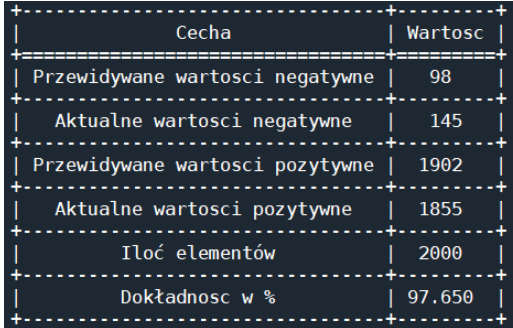 Cecha Wartosc
Przewidywane wartosci negatywne 98
Aktualne wartosci negatywne 145
Przewidywane wartosci pozytywne 1902
Aktualne wartosci pozytywne 1855
Iloć elementów 2000
Dokładnosc w % 97.650